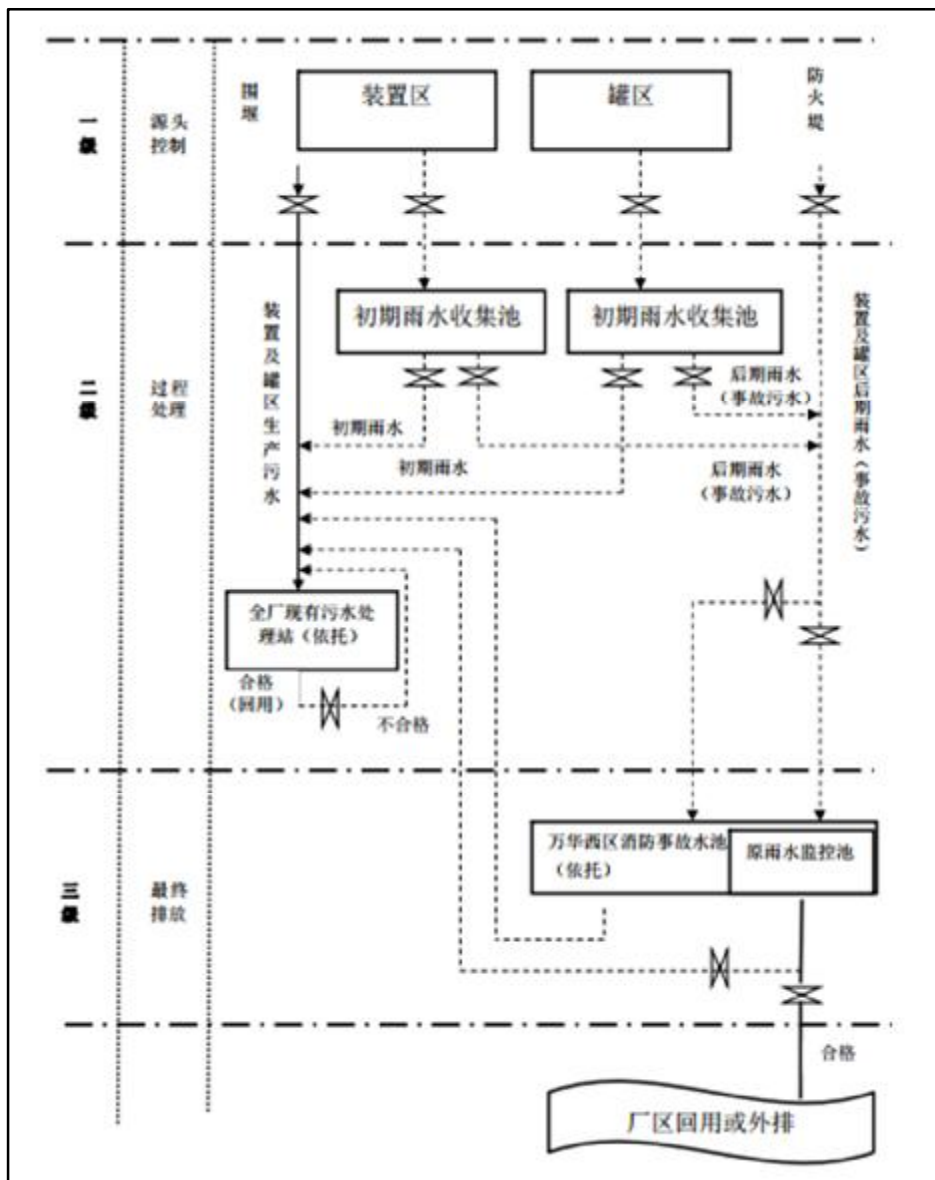 围堰
装置区
罐区
防火堤
一级
源头
控制
初期雨水收集池
初期雨水收集池
装置及罐区生产污水
装置及罐区后期雨水（事故污水）
二级
过程
处理
后期雨水
（事故污水）
初期雨水
初期雨水
后期雨水
（事故污水）
全厂现有污水处
理站（依托）
合格
（回用）
不合格
万华西区消防事故水池
（依托）
原雨水监控池
三级
最终
排放
合格
厂区回用或外排